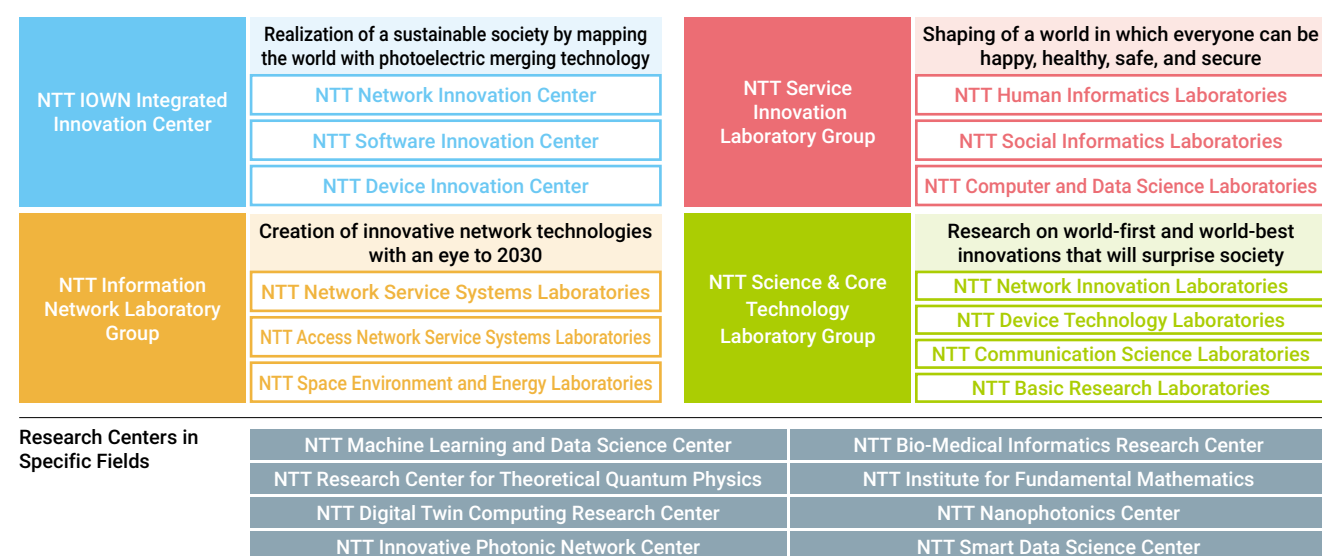 NTT IOWN Integrated
Innovation Center
Realization of a sustainable society by mapping
the world with photoelectric merging technology
NTT Network Innovation Center
NTT Software Innovation Center
NTT Device Innovation Center
NTT Service
Innovation
Laboratory Group
Shaping of a world in which everyone can be
happy, healthy, safe, and secure
NTT Human Informatics Laboratories
NTT Social Informatics Laboratories
NTT Computer and Data Science Laboratories
NTT Information
Network Laboratory
Group
Creation of innovative network technologies
with an eye to 2030
NTT Network Service Systems Laboratories
NTT Access Network Service Systems Laboratories
NTT Space Environment and Energy Laboratories
NTT Science & Core
Technology
Laboratory Group
Research on world-first and world-best
innovations that will surprise society
NTT Network Innovation Laboratories
NTT Device Technology Laboratories
NTT Communication Science Laboratories
NTT Basic Research Laboratories
Research Centers in
Specific Fields
NTT Machine Learning and Data Science Center
NTT Bio-Medical Informatics Research Center
NTT Research Center for Theoretical Quantum Physics
NTT Institute for Fundamental Mathematics
NTT Digital Twin Computing Research Center
NTT Nanophotonics Center
NTT Innovative Photonic Network Center
NTT Smart Data Science Center